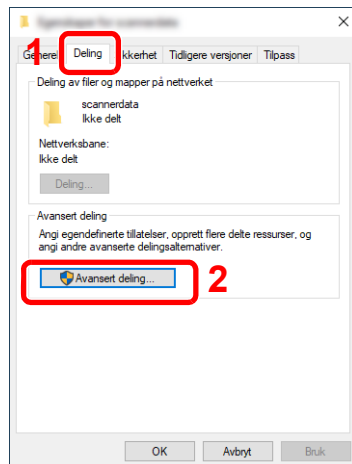 1
Generel Deling ikkerhet Tidligere versjoner Tilpass
Deling av filer og mapper på nettverket
scannerdata
Ikke delt
Nettverksbane:
Ikke delt
Deling...
Avansert deling
Angi egendefinerte tillatelser, opprett flere delte ressurser, og
angi andre avanserte delingsalternativer.
Avansert deling...
2
OK Avbryt Bruk